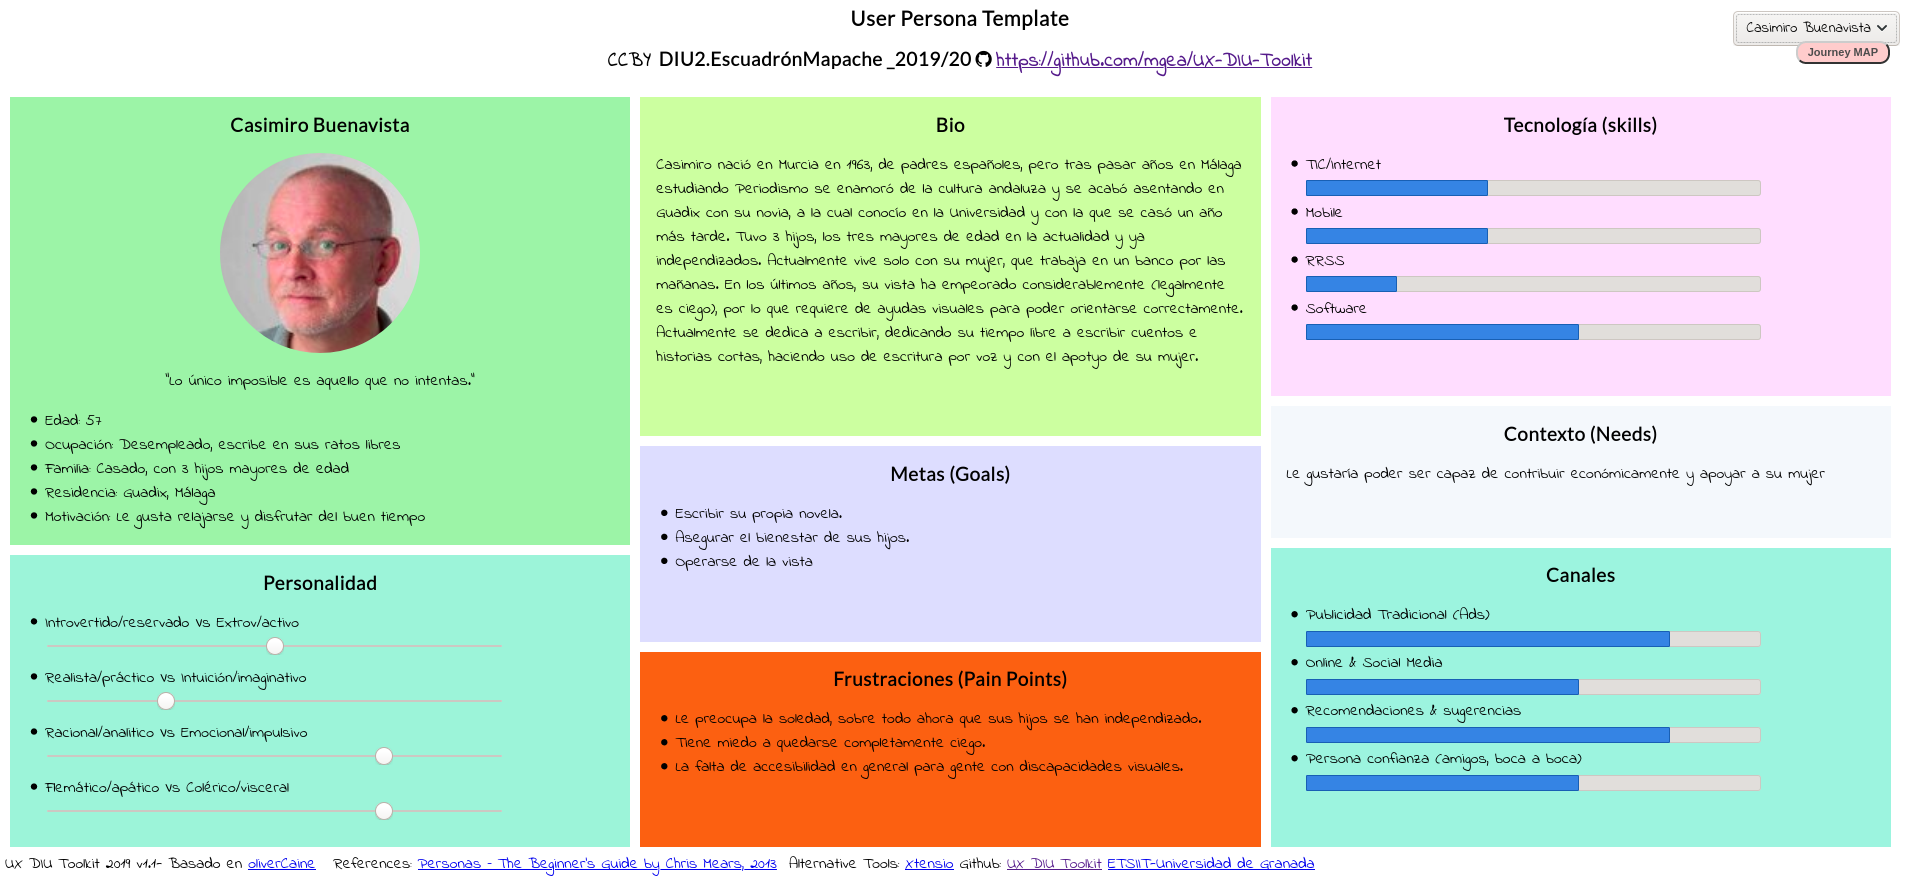 User Persona Template
Casimiro Buenavista
Journey MAP
CCBY DIU2.EscuadrónMapache _2019/20 https://github.com/mgea/UX-DIU-Toolkit
Casimiro Buenavista
"Lo único imposible es aquello que no intentas."
Edad: 57
Ocupación: Desempleado, escribe en sus ratos libres
Familia: Casado, con 3 hijos mayores de edad
Residencia: Guadix, Málaga
Motivación: Le gusta relajarse y disfrutar del buen tiempo
Personalidad
Introvertido/reservado Vs Extrov/activo
Realista/práctico Vs Intuición/imaginativo
Racional/analítico Vs Emocional/impulsivo
Flemático/apático Vs Colérico/visceral
Bio
Casimiro nació en Murcia en 1963, de padres españoles, pero tras pasar años en Málaga
estudiando Periodismo se enamoró de la cultura andaluza y se acabó asentando en
Guadix con su novia, a la cual conocío en la Universidad y con la que se casó un año
más tarde. Tuvo 3 hijos, los tres mayores de edad en la actualidad y ya
independizados. Actualmente vive solo con su mujer, que trabaja en un banco por las
mañanas. En los últimos años, su vista ha empeorado considerablemente (legalmente
es ciego), por lo que requiere de ayudas visuales para poder orientarse correctamente.
Actualmente se dedica a escribir, dedicando su tiempo libre a escribir cuentos e
historias cortas, haciendo uso de escritura por voz y con el apotyo de su mujer.
Metas (Goals)
Escribir su propia novela.
Asegurar el bienestar de sus hijos.
Operarse de la vista
Frustraciones (Pain Points)
Le preocupa la soledad, sobre todo ahora que sus hijos se han independizado.
Tiene miedo a quedarse completamente ciego.
La falta de accesibilidad en general para gente con discapacidades visuales.
Tecnología (skills)
TIC/internet
Mobile
RRSS
Software
Contexto (Needs)
Le gustaría poder ser capaz de contribuir económicamente y apoyar a su mujer
Canales
Publicidad Tradicional (Ads)
Online & Social Media
Recomendaciones & sugerencias
Persona confianza (amigos, boca a boca)
UX DIU Toolkit 2019 v1.1- Basado en oliverCaine References: Personas - The Beginner's Guide by Chris Mears, 2013 Alternative Tools: Xtensio Github: UX DIU Toolkit ETSIIT-Universidad de Granada